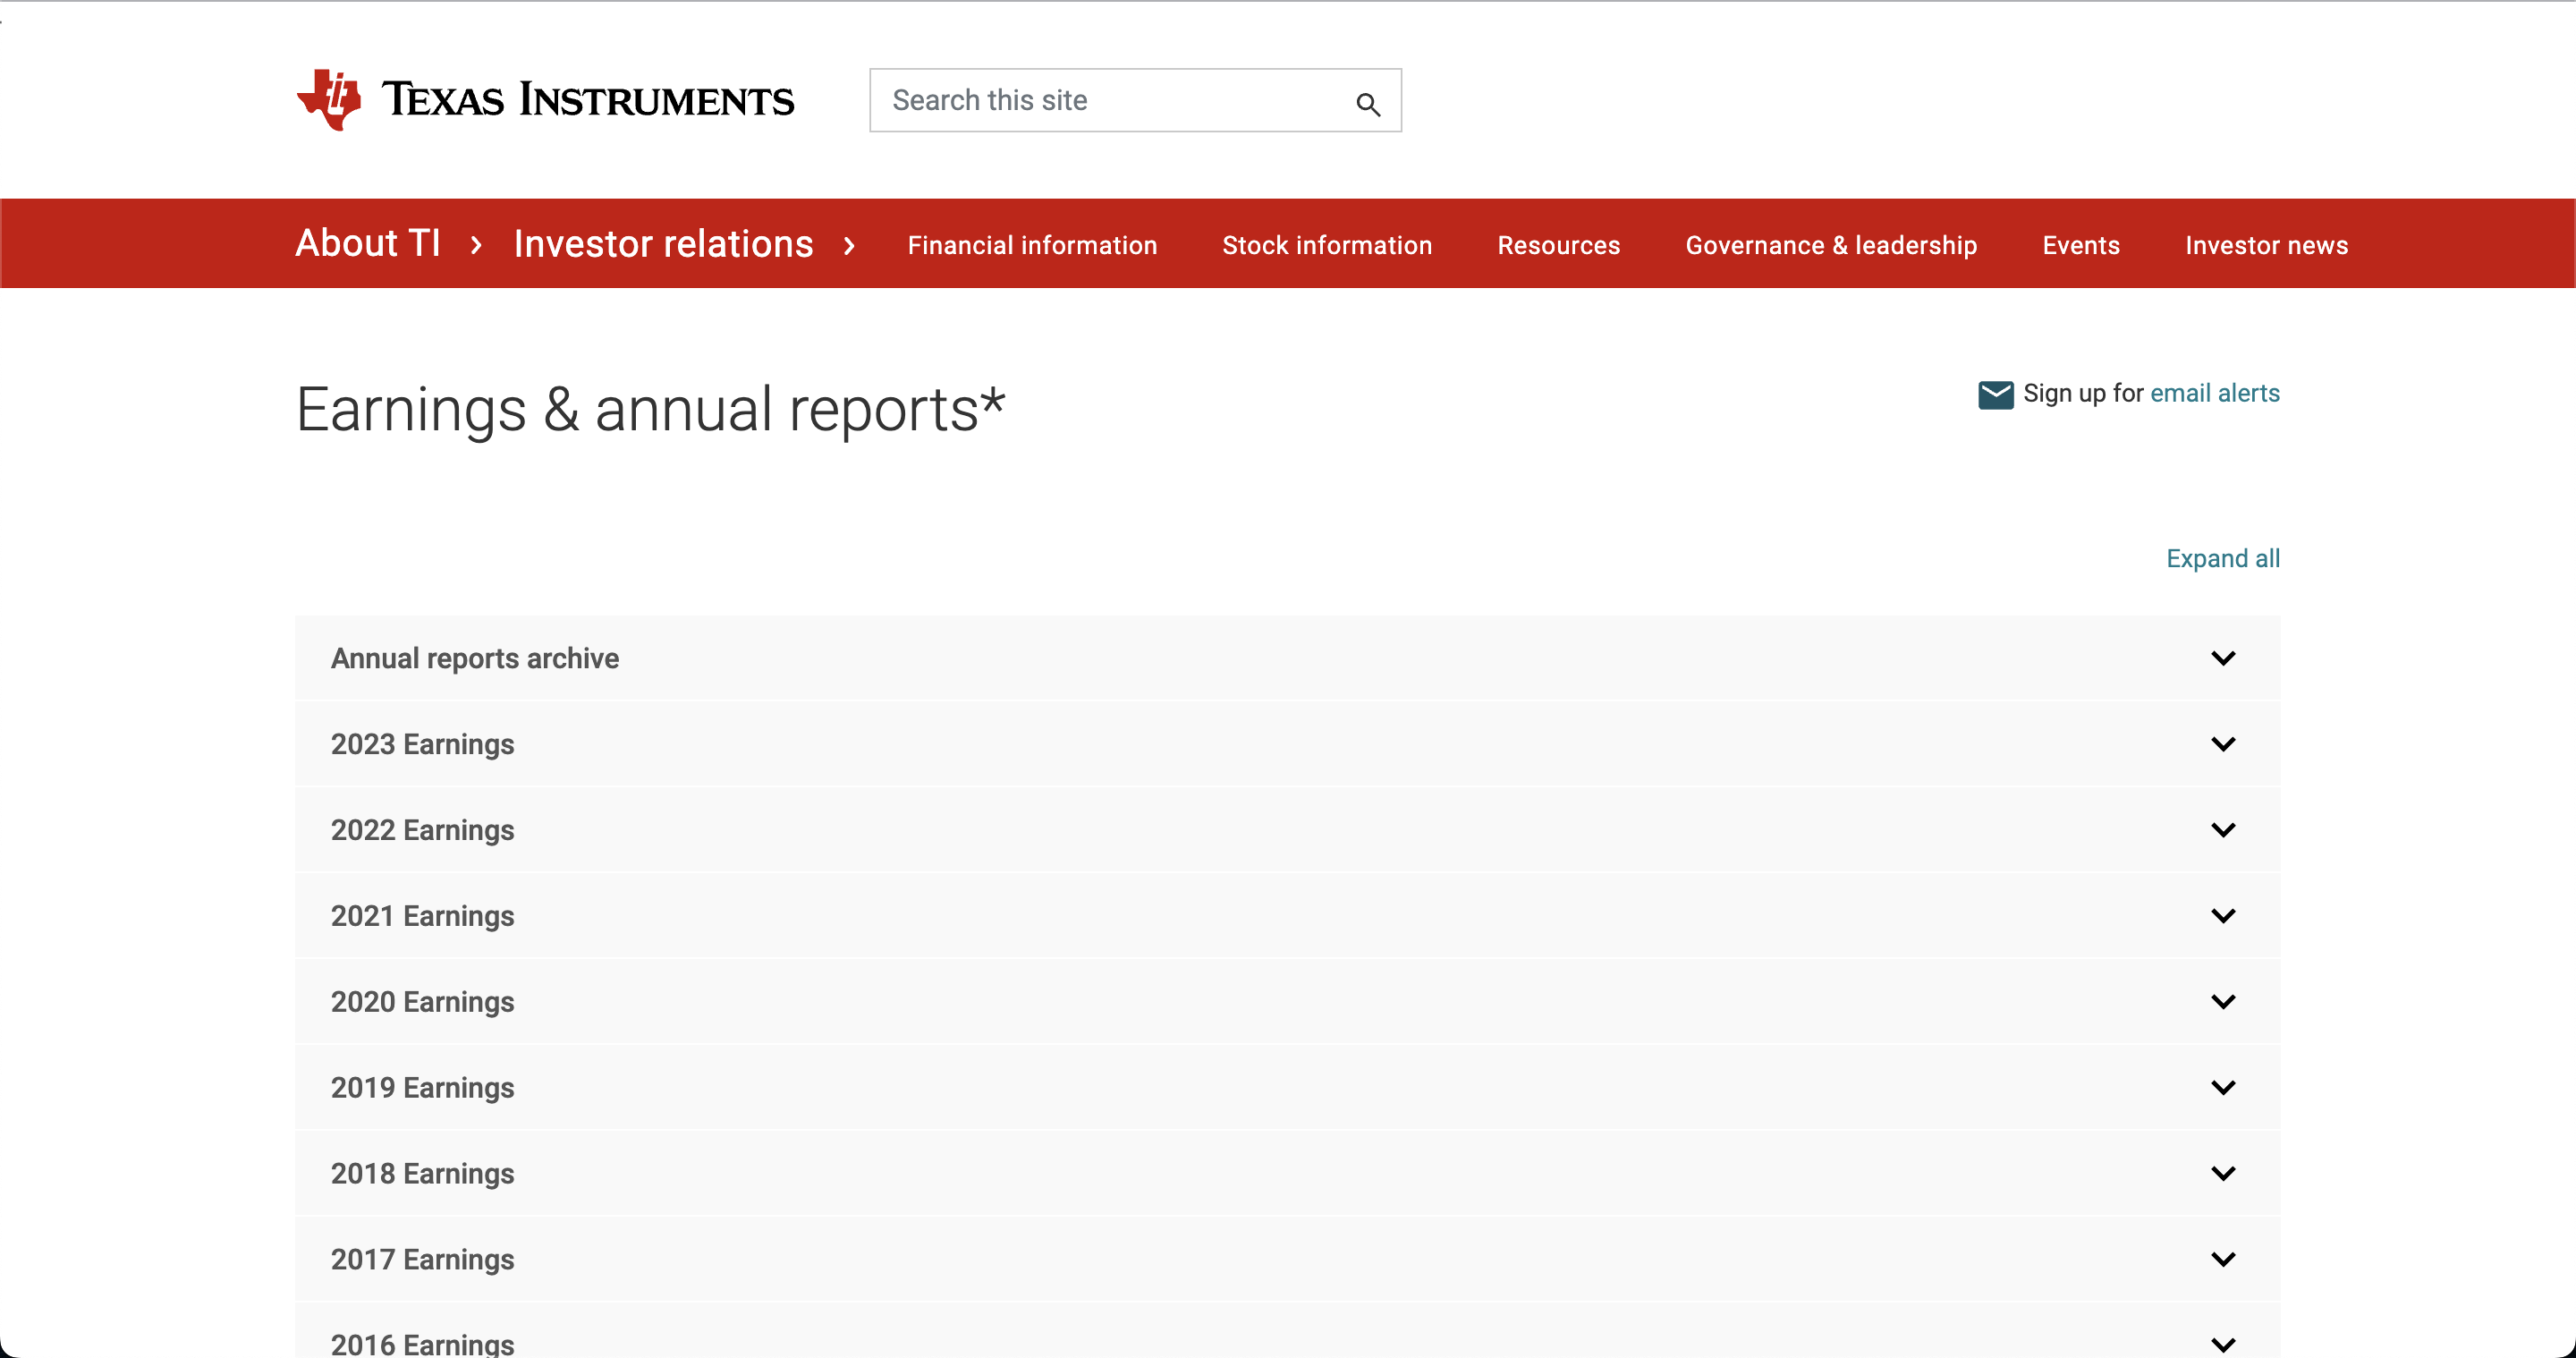 TEXAS INSTRUMENTS
Search this site
About TI › Investor relations › Financial information Stock information Resources Governance & leadership Events Investor news
Earnings & annual reports*
Sign up for email alerts
Expand all
Annual reports archive
2023 Earnings
2022 Earnings
2021 Earnings
2020 Earnings
2019 Earnings
2018 Earnings
2017 Earnings
2016 Earnings